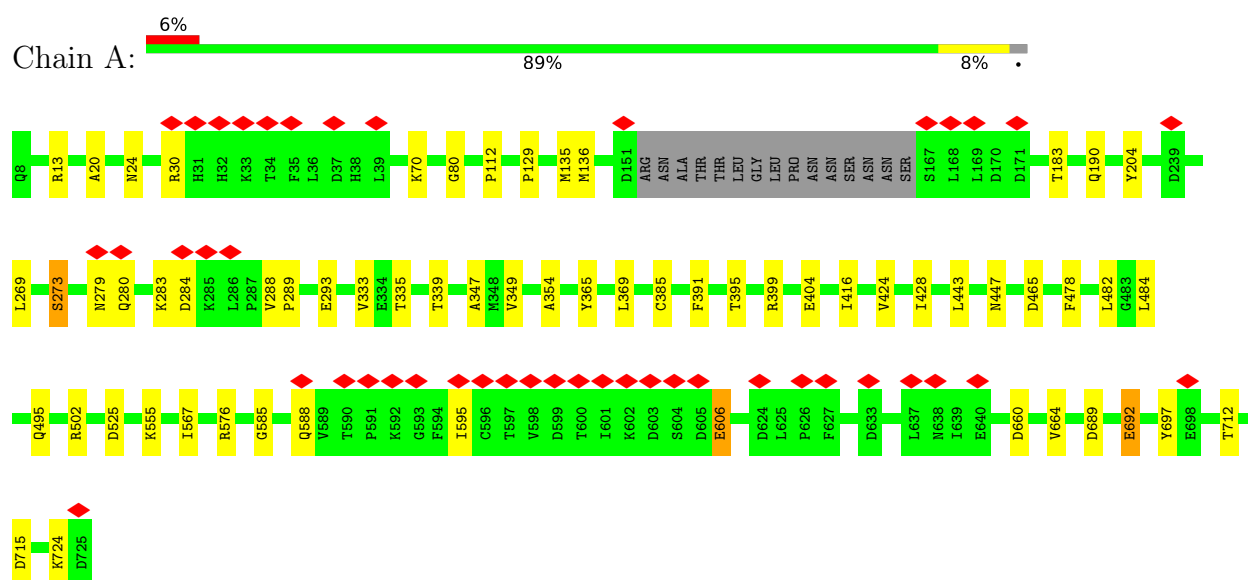 6%
Chain A:
89% 8% •
Q8 R13 A20 N24 R30 H31 H32 K33 T34 F35 L36 D37 H38 L39 K70 G80 P112 P129 M135 M136 D151 ARG ASN ALA THR THR LEU GLY LEU PRO ASN ASN SER ASN ASN SER S167 L168 L169 D170 D171 T183 Q190 Y204 D239
L269 S273 N279 Q280 K283 D284 K285 L286 P287 V288 P289 E293 V333 E334 T335 T339 A347 M348 V349 A354 Y365 L369 C385 F391 T395 R399 E404 I416 V424 I428 L443 N447 D465 F478 L482 G483 L484
Q495 R502 D525 K555 I567 R576 G585 Q588 V589 T590 P591 K592 G593 F594 I595 C596 T597 V598 D599 T600 I601 K602 D603 S604 D605 E606 D624 L625 P626 F627 D633 L637 N638 I639 E640 D660 V664 D689 E692 Y697 E698 T712
D715 K724 D725